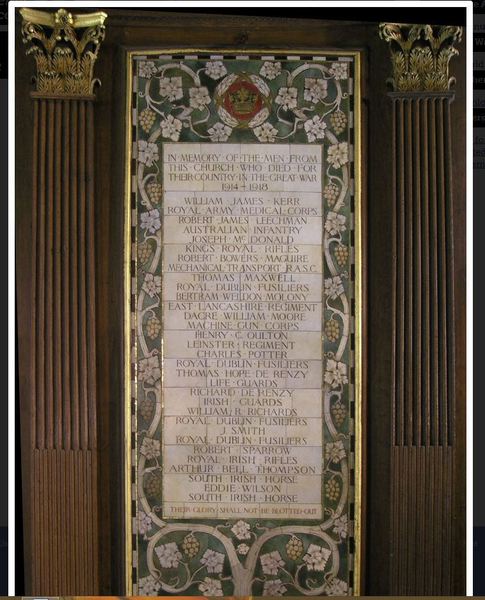 IN · MEMORY · OF · THE · MEN · FROM
THIS · CHURCH · WHO · DIED · FOR
THEIR · COUNTRY · IN · THE · GREAT · WAR
1914 - 1918
WILLIAM · JAMES · KERR
ROYAL · ARMY · MEDICAL · CORPS
ROBERT · JAMES · LEECHMAN
AUSTRALIAN · INFANTRY
JOSEPH · Mc DONALD
KINGS · ROYAL · RIFLES
ROBERT · BOWERS · MAGUIRE
MECHANICAL · TRANSPORT · R.A.S.C.
THOMAS · MAXWELL
ROYAL · DUBLIN · FUSILIERS
BERTRAM · WELDON · MOLONY
EAST · LANCASHIRE · REGIMENT
DACRE · WILLIAM · MOORE
MACHINE · GUN · CORPS
HENRY · C · OULTON
LEINSTER · REGIMENT
CHARLES · POTTER
ROYAL · DUBLIN · FUSILIERS
THOMAS · HOPE · DE · RENZY
LIFE · GUARDS
RICHARD · DE · RENZY
IRISH · GUARDS
WILLIAM · R · RICHARDS
ROYAL · DUBLIN · FUSILIERS
J. SMITH
ROYAL · DUBLIN · FUSILIERS
ROBERT · SPARROW
ROYAL · IRISH · RIFLES
ARTHUR · BELL · THOMPSON
SOUTH · IRISH · HORSE
EDDIE · WILSON
SOUTH · IRISH · HORSE
THEIR · GLORY · SHALL · NOT · BE · BLOTTED · OUT